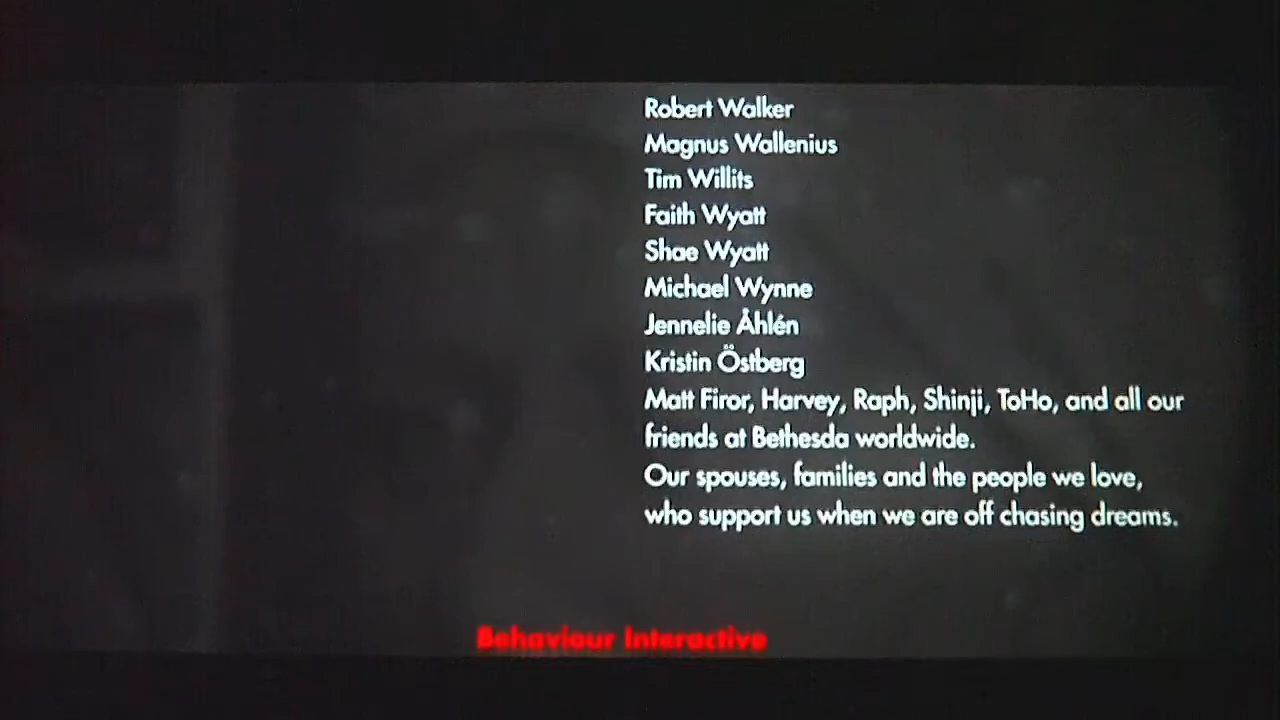 Robert Walker
Magnus Wallenius
Tim Willits
Faith Wyatt
Shae Wyatt
Michael Wynne
Jennelie Åhlén
Kristin Östberg
Matt Firor, Harvey, Raph, Shinji, ToHo, and all our
friends at Bethesda worldwide.
Our spouses, families and the people we love,
who support us when we are off chasing dreams.
Behaviour Interactive